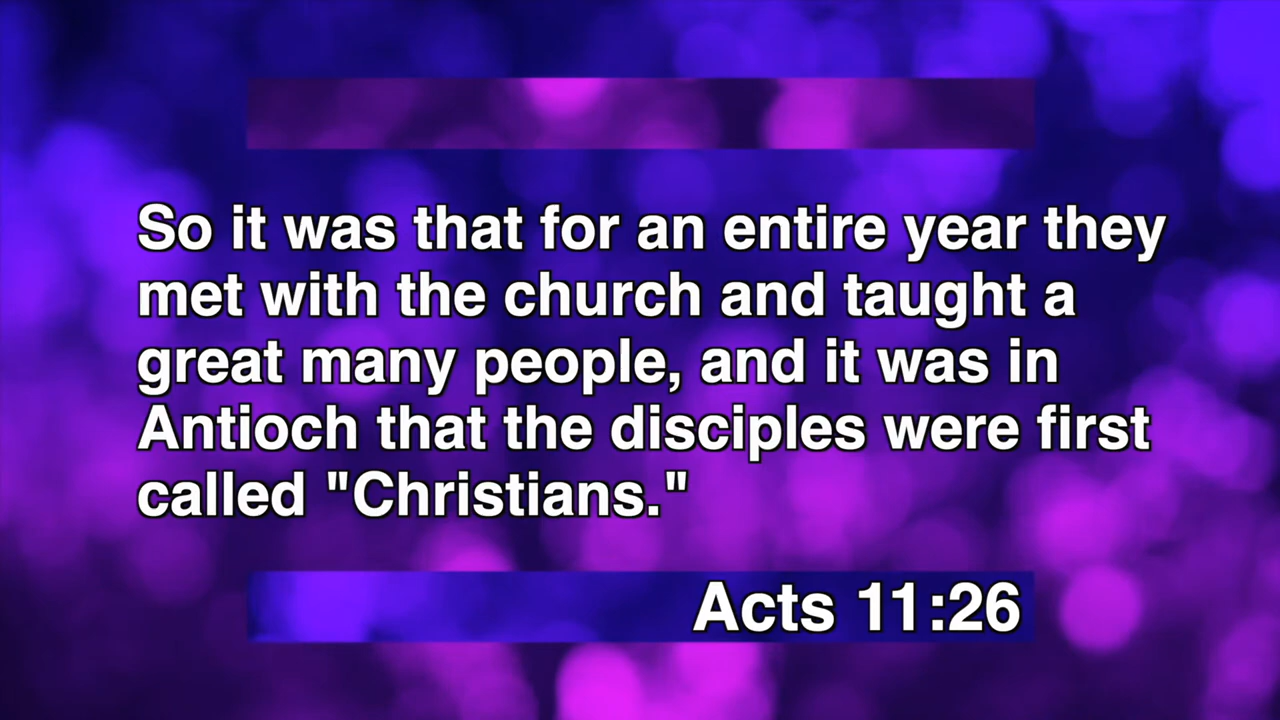 So it was that for an entire year they
met with the church and taught a
great many people, and it was in
Antioch that the disciples were first
called "Christians."
Acts 11:26